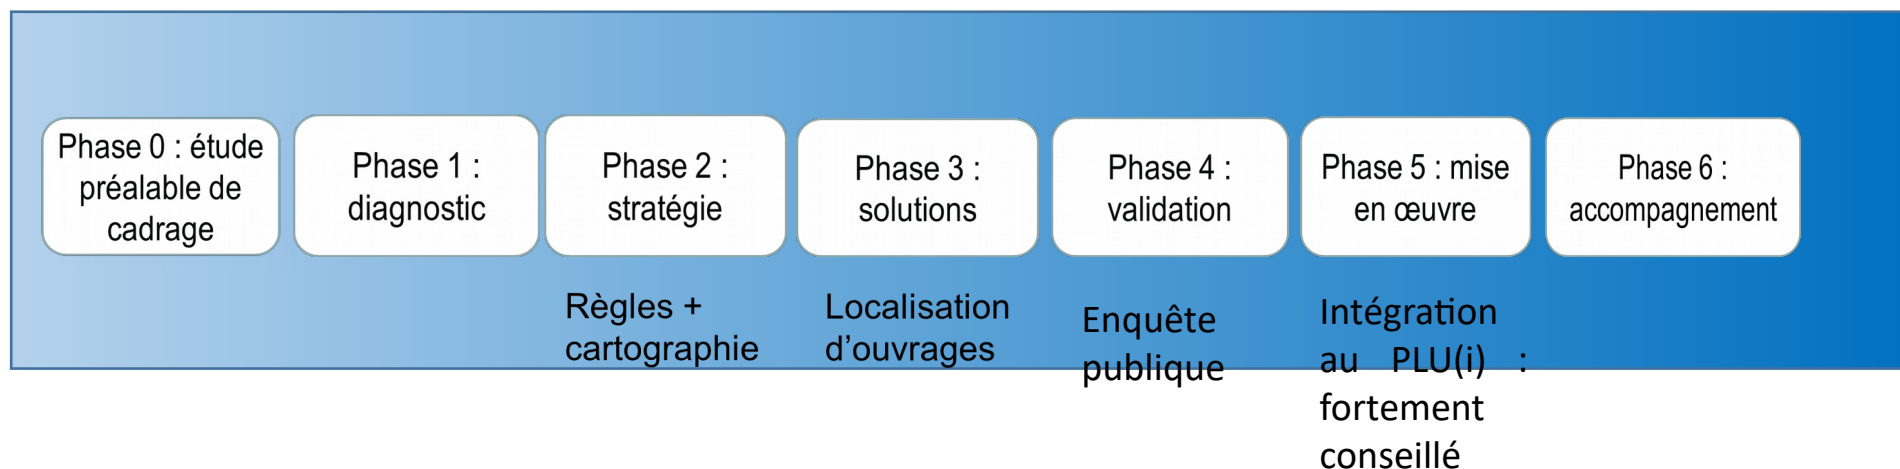 Phase 0 : étude
préalable de
cadrage
Phase 1 :
diagnostic
Phase 2 :
stratégie
Phase 3 :
solutions
Phase 4 :
validation
Phase 5 : mise
en œuvre
Phase 6 :
accompagnement
Règles +
cartographie
Localisation
d’ouvrages
Enquête
publique
Intégration
au PLU(i) :
fortement
conseillé